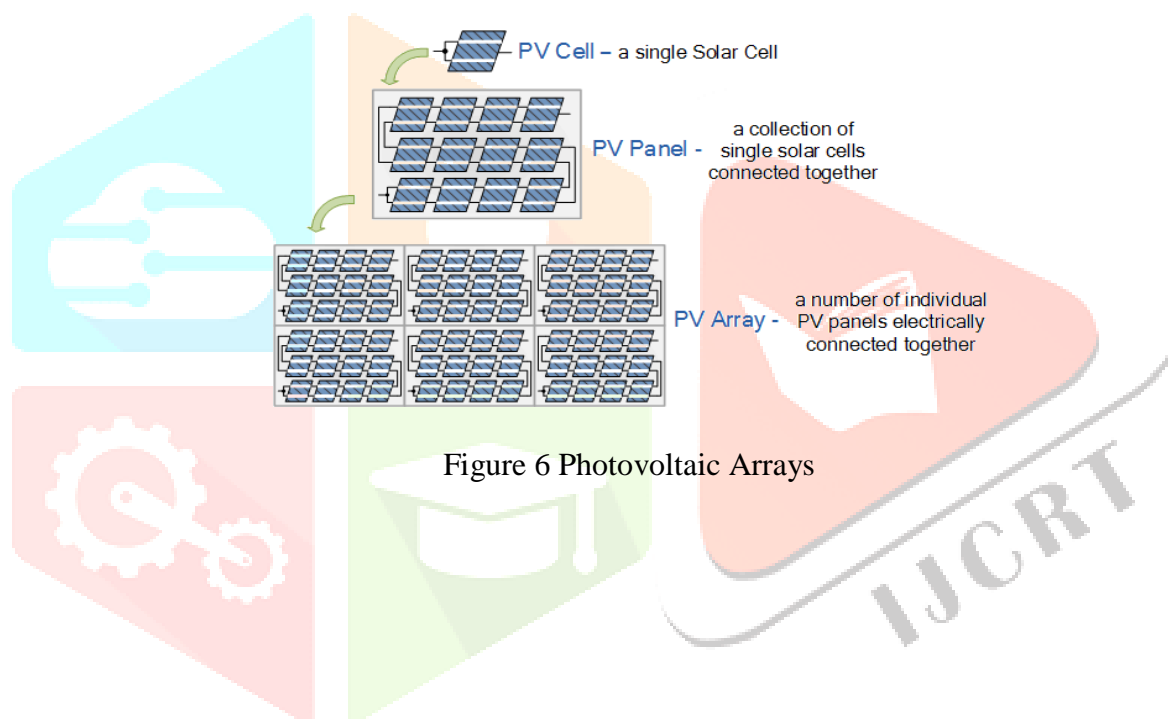 PV Cell – a single Solar Cell
PV Panel -
a collection of
single solar cells
connected together
PV Array -
a number of individual
PV panels electrically
connected together
Figure 6 Photovoltaic Arrays
IJCRT